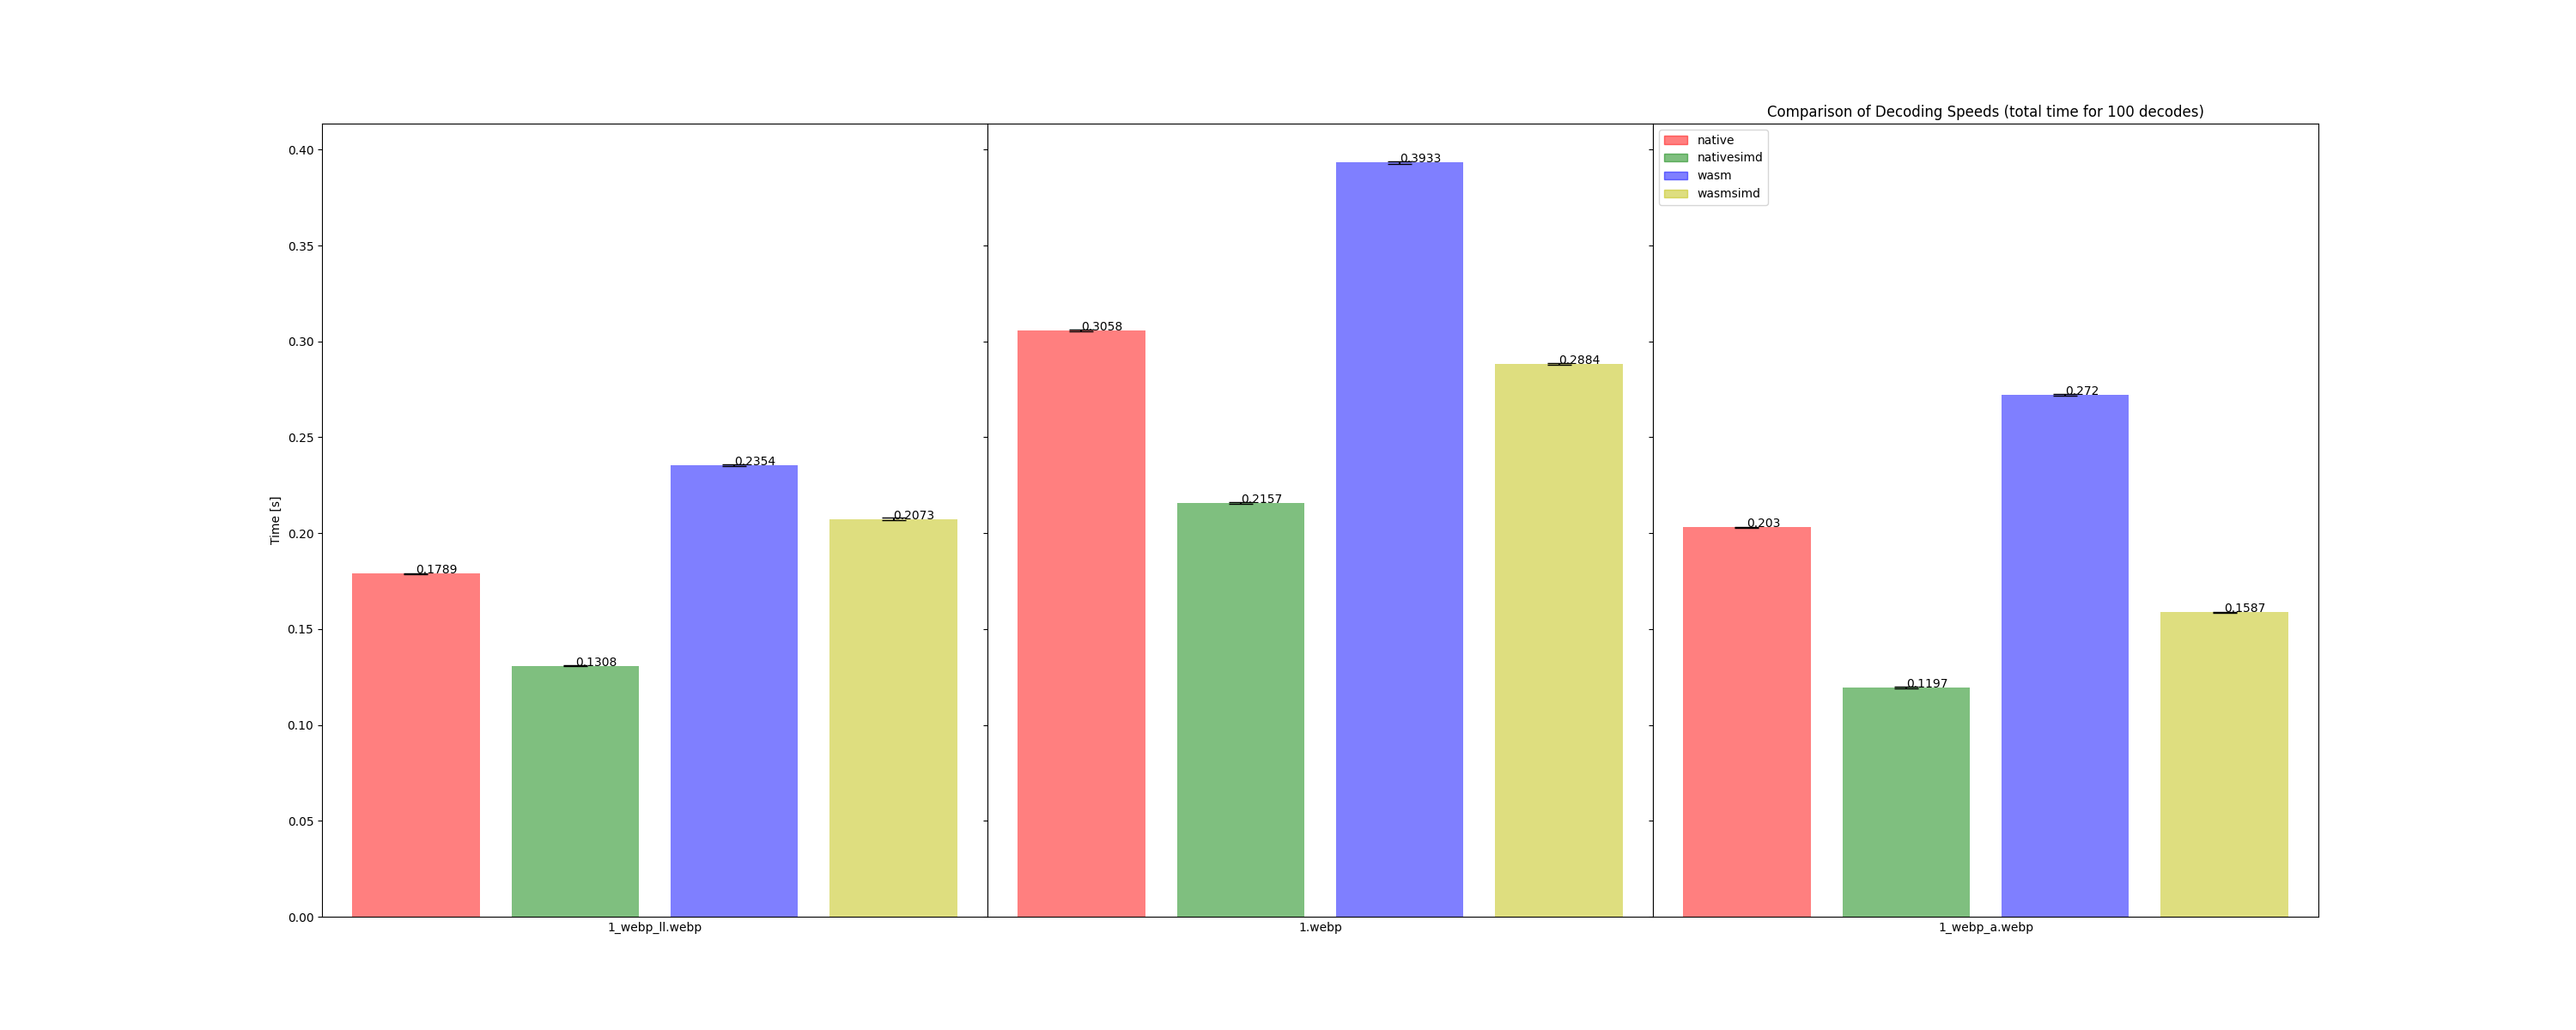 Comparison of Decoding Speeds (total time for 100 decodes)
native
nativesimd
wasm
wasmsimd
Time [s]
0.40
0.35
0.30
0.25
0.20
0.15
0.10
0.05
0.00
0.1789
0.1308
0.2354
0.2073
1_webp_ll.webp
0.3058
0.2157
0.3933
0.2884
1.webp
0.203
0.1197
0.272
0.1587
1_webp_a.webp